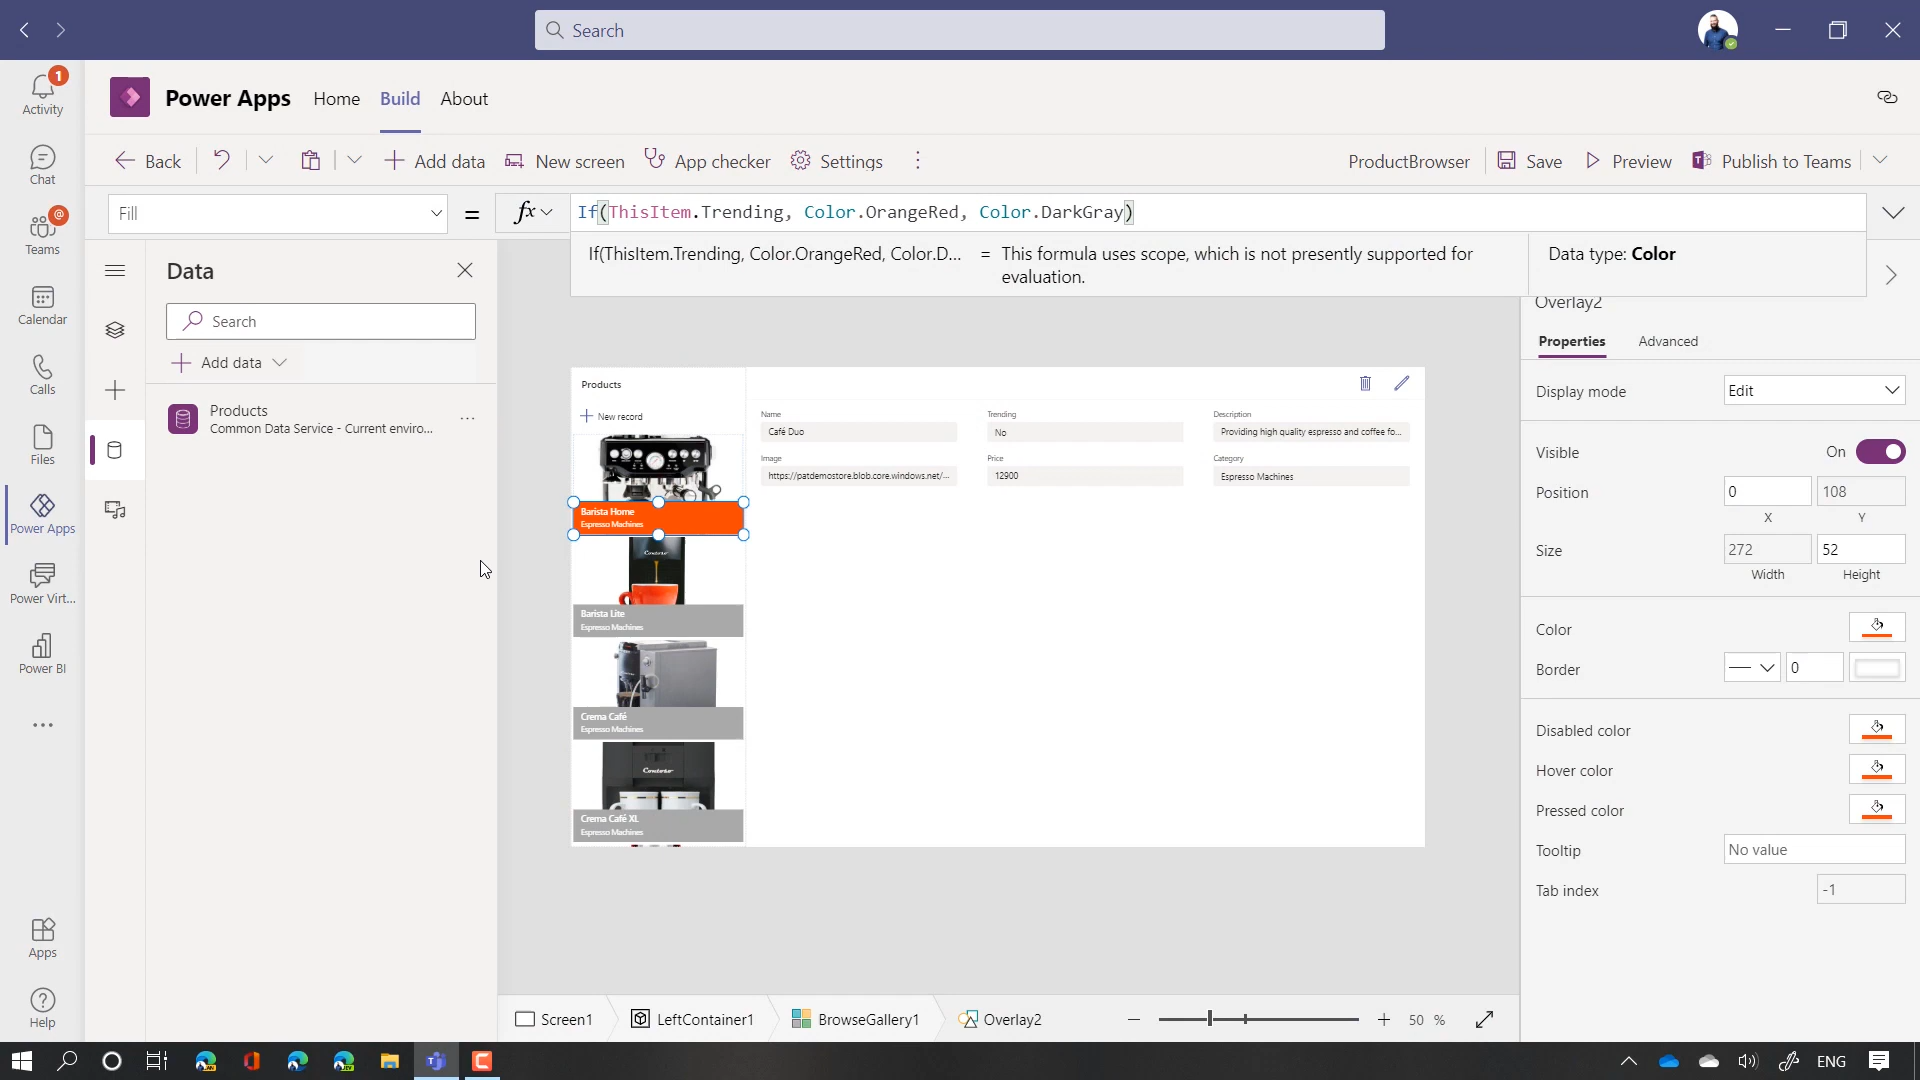 Search
1
Activity
Chat
@
Teams
Calendar
Calls
Files
Power Apps
Power Virt...
Power BI
Apps
Help
Power Apps
Home
Build
About
Back
Add data
New screen
App checker
Settings
ProductBrowser
Save
Preview
Publish to Teams
Fill
=
fx
If(ThisItem.Trending, Color.OrangeRed, Color.DarkGray)
If(ThisItem.Trending, Color.OrangeRed, Color.D...
= This formula uses scope, which is not presently supported for
evaluation.
Data type: Color
Data
Search
Add data
Products
Common Data Service - Current enviro...
Products
New record
Barista Home
Espresso Machines
Barista Lite
Espresso Machines
Crema Café
Espresso Machines
Crema Café XL
Espresso Machines
Name
Café Duo
Trending
No
Description
Providing high quality espresso and coffee fo...
Image
https://patdemostore.blob.core.windows.net/...
Price
12900
Category
Espresso Machines
Overlay2
Properties
Advanced
Display mode
Edit
Visible
On
Position
0
108
X
Y
Size
272
52
Width
Height
Color
Border
0
Disabled color
Hover color
Pressed color
Tooltip
No value
Tab index
-1
Screen1
LeftContainer1
BrowseGallery1
Overlay2
50 %
ENG